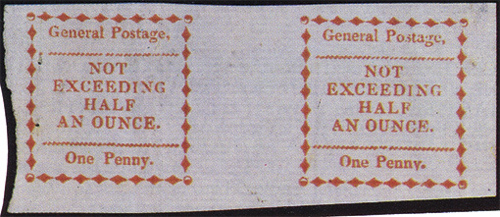 General Postage,
NOT
EXCEEDING
HALF
AN OUNCE.
One Penny.
General Postage,
NOT
EXCEEDING
HALF
AN OUNCE.
One Penny.